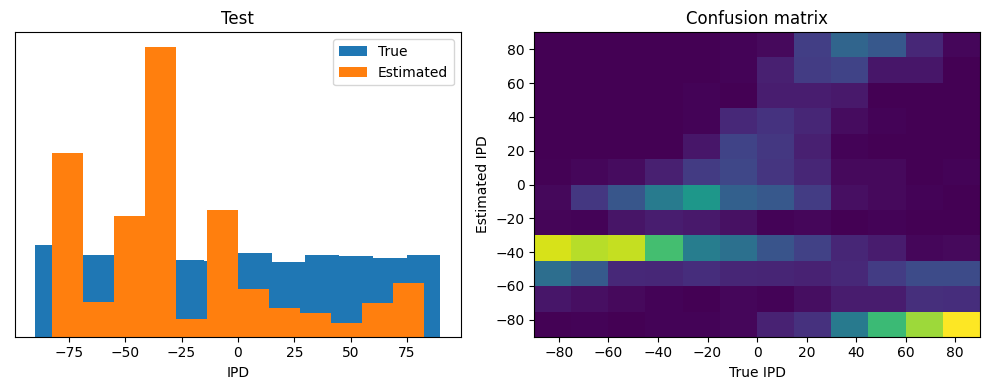 Test
True
Estimated
−75 −50 −25 0 25 50 75
IPD
Confusion matrix
Estimated IPD
80
60
40
20
0
−20
−40
−60
−80
−80 −60 −40 −20 0 20 40 60 80
True IPD